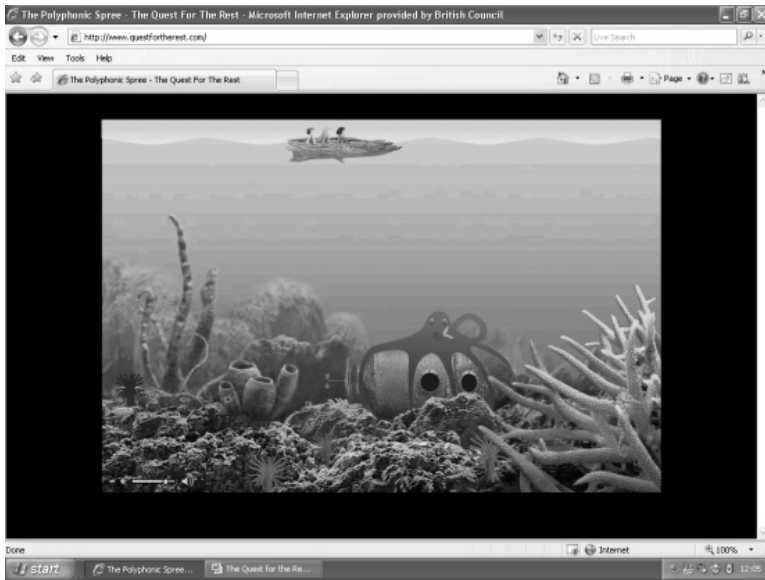 The Polyphonic Spree - The Quest For The Rest - Microsoft Internet Explorer provided by British Council
http://www.questfortherest.com/
Live Search
Edit View Tools Help
The Polyphonic Spree - The Quest For The Rest
Page
Done
Internet
100%
start
The Polyphonic Spree...
The Quest for the Re...
12:05